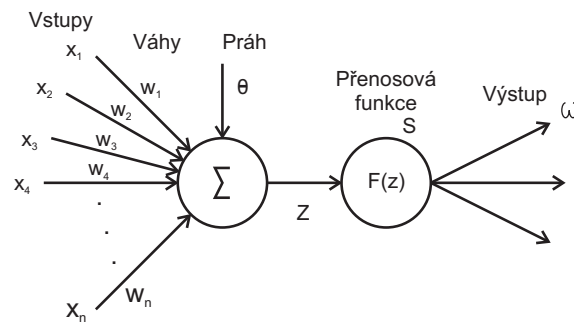 Vstupy
Váhy
Práh
Přenosová
funkce
S
Výstup
x1
x2
x3
x4
xn
w1
w2
w3
w4
wn
θ
Σ
Z
F(z)
ω